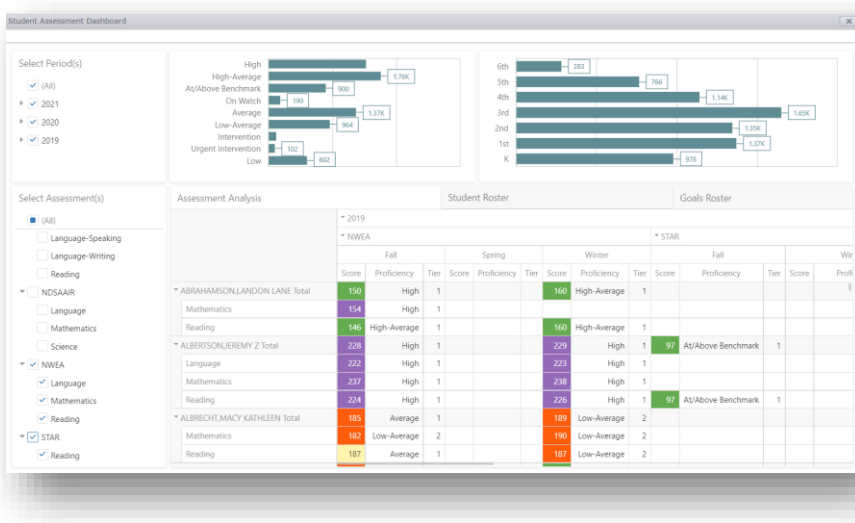 Student Assessment Dashboard
Select Period(s)
(All)
2021
2020
2019
High
High-Average 1.76K
At/Above Benchmark 900
On Watch 190
Average 1.37K
Low-Average 964
Intervention
Urgent Intervention 102
Low 602
6th 283
5th 766
4th 1.14K
3rd 1.65K
2nd 1.35K
1st 1.37K
K 978
Select Assessment(s)
(All)
Language-Speaking
Language-Writing
Reading
NDSAAIR
Language
Mathematics
Science
NWEA
Language
Mathematics
Reading
STAR
Reading
Assessment Analysis Student Roster Goals Roster
2019
NWEA STAR
Fall Spring Winter Fall Wir
Score Proficiency Tier Score Proficiency Tier Score Proficiency Tier Score Proficiency Tier Score Profi
ABRAHAMSON,LANDON LANE Total 150 High 1 160 High-Average 1
Mathematics 154 High 1
Reading 146 High-Average 1 160 High-Average 1
ALBERTSON,JEREMY Z Total 228 High 1 229 High 1 97 At/Above Benchmark 1
Language 222 High 1 223 High 1
Mathematics 237 High 1 238 High 1
Reading 224 High 1 226 High 1 97 At/Above Benchmark 1
ALBRECHT,MACY KATHLEEN Total 185 Average 1 189 Low-Average 2
Mathematics 182 Low-Average 2 190 Low-Average 2
Reading 187 Average 1 187 Low-Average 2